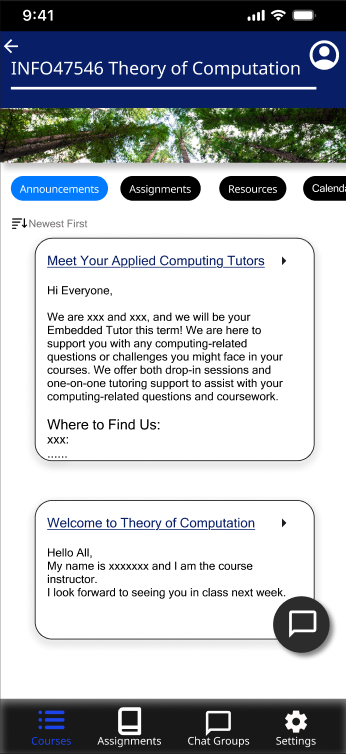 9:41
INFO47546 Theory of Computation
Announcements Assignments Resources Calenda
Newest First
Meet Your Applied Computing Tutors
Hi Everyone,
We are xxx and xxx, and we will be your
Embedded Tutor this term! We are here to
support you with any computing-related
questions or challenges you might face in your
courses. We offer both drop-in sessions and
one-on-one tutoring support to assist with your
computing-related questions and coursework.
Where to Find Us:
xxx:
......
Welcome to Theory of Computation
Hello All,
My name is xxxxxxx and I am the course
instructor.
I look forward to seeing you in class next week.
Courses Assignments Chat Groups Settings